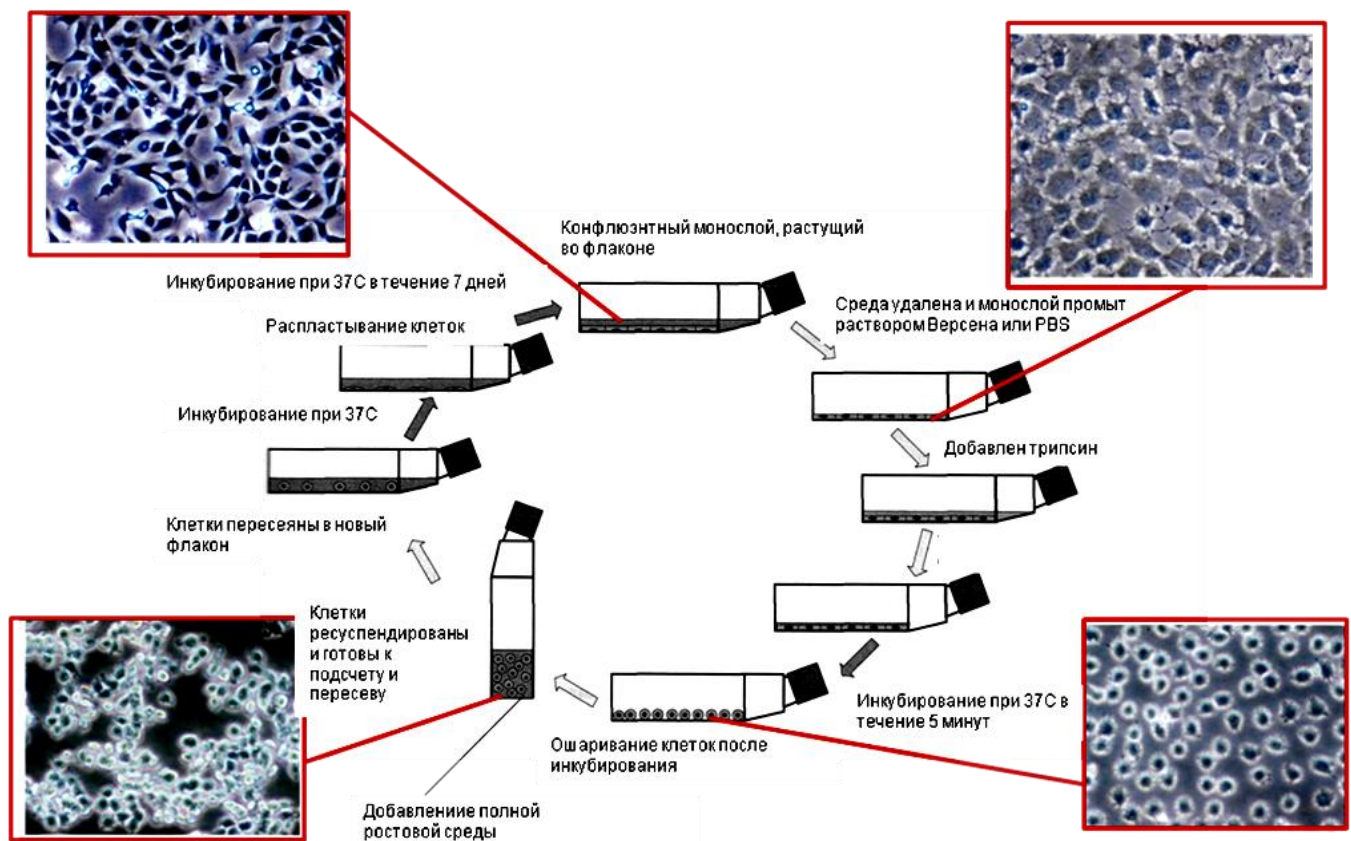 Конфлюэнтный монослой, растущий
во флаконе
Среда удалена и монослой промыт
раствором Версена или PBS
Добавлен трипсин
Инкубирование при 37С в
течение 5 минут
Ошаривание клеток после
инкубирования
Добавлениие полной
ростовой среды
Клетки
ресуспендированы
и готовы к
подсчету и
пересеву
Клетки пересеяны в новый
флакон
Инкубирование при 37С
Распластывание клеток
Инкубирование при 37С в течение 7 дней